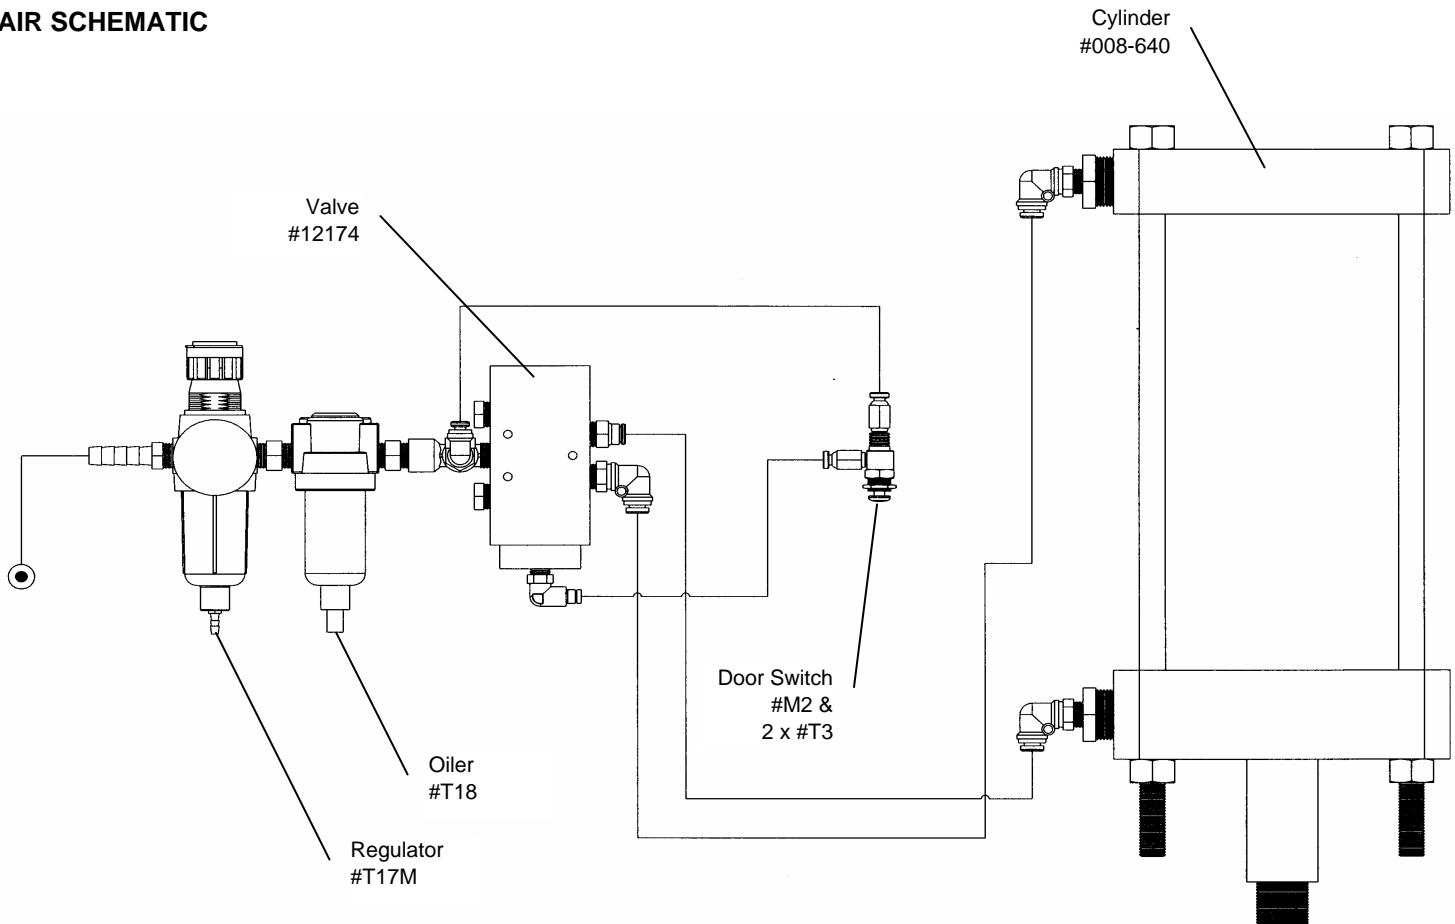 AIR SCHEMATIC
Cylinder
#008-640
Valve
#12174
Door Switch
#M2 &
2 x #T3
Oiler
#T18
Regulator
#T17M